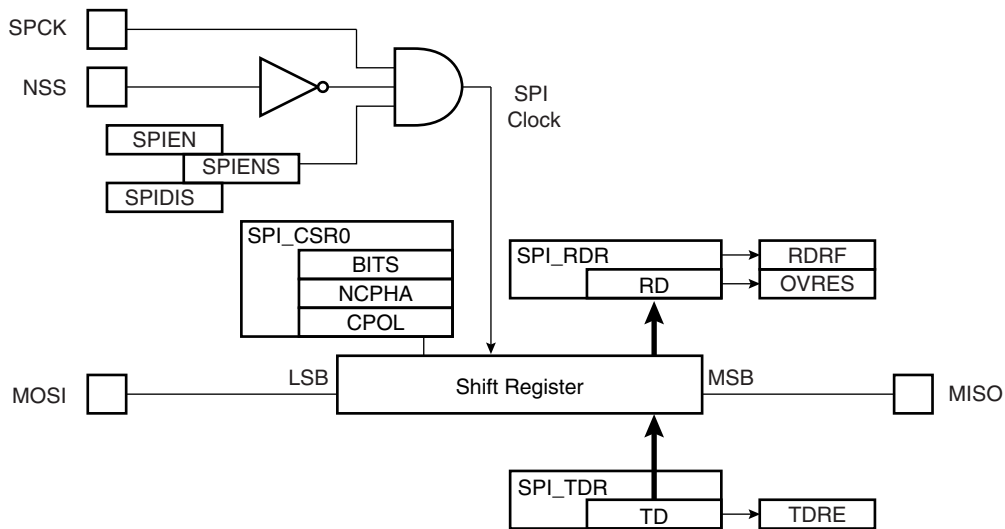 SPCK
NSS
SPI
Clock
SPIEN
SPIENS
SPIDIS
SPI_CSR0
BITS
NCPHA
CPOL
SPI_RDR
RD
RDRF
OVRES
MOSI
LSB
Shift Register
MSB
MISO
SPI_TDR
TD
TDRE